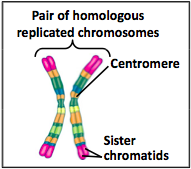 Pair of homologous
replicated chromosomes
Centromere
Sister
chromatids